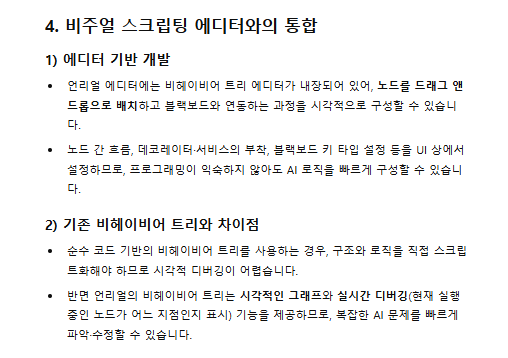 4. 비주얼 스크립팅 에디터와의 통합
1) 에디터 기반 개발
• 언리얼 에디터에는 비헤이비어 트리 에디터가 내장되어 있어, 노드를 드래그 앤
드롭으로 배치하고 블랙보드와 연동하는 과정을 시각적으로 구성할 수 있습니
다.
• 노드 간 흐름, 데코레이터·서비스의 부착, 블랙보드 키 타입 설정 등을 UI 상에서
설정하므로, 프로그래밍이 익숙하지 않아도 AI 로직을 빠르게 구성할 수 있습니
다.
2) 기존 비헤이비어 트리와 차이점
• 순수 코드 기반의 비헤이비어 트리를 사용하는 경우, 구조와 로직을 직접 스크립
트화해야 하므로 시각적 디버깅이 어렵습니다.
• 반면 언리얼의 비헤이비어 트리는 시각적인 그래프와 실시간 디버깅(현재 실행
중인 노드가 어느 지점인지 표시) 기능을 제공하므로, 복잡한 AI 문제를 빠르게
파악·수정할 수 있습니다.